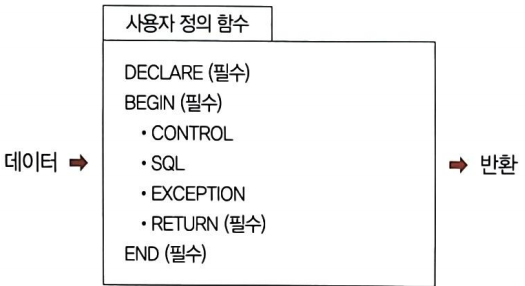 사용자 정의 함수
DECLARE (필수)
BEGIN (필수)
• CONTROL
• SQL
• EXCEPTION
• RETURN (필수)
END (필수)
데이터 ➡
➡ 반환